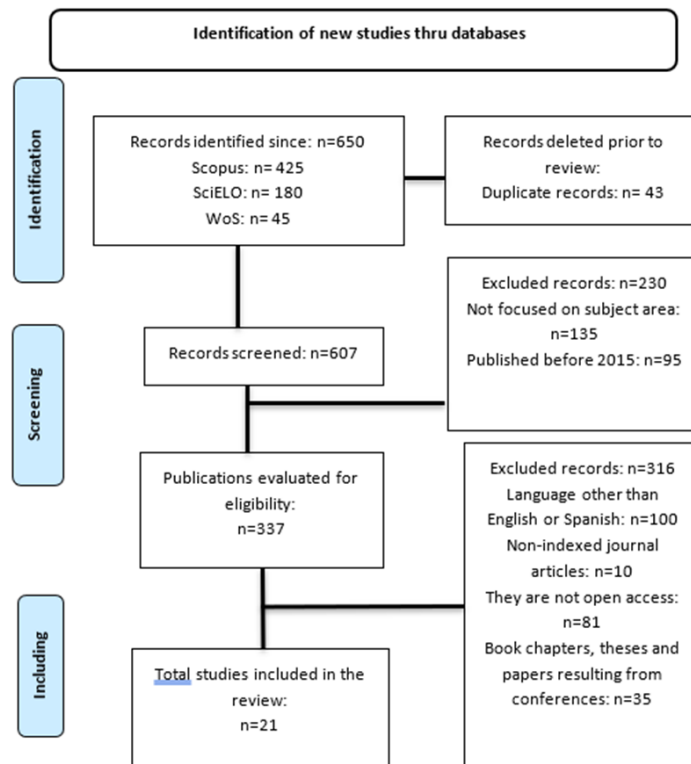 Identification of new studies thru databases
Identification
Records identified since: n=650
Scopus: n= 425
SciELO: n= 180
WoS: n= 45
Records deleted prior to
review:
Duplicate records: n= 43
Screening
Records screened: n=607
Excluded records: n=230
Not focused on subject area:
n=135
Published before 2015: n=95
Publications evaluated for
eligibility:
n=337
Excluded records: n=316
Language other than
English or Spanish: n=100
Non-indexed journal
articles: n=10
They are not open access:
n=81
Book chapters, theses and
papers resulting from
conferences: n=35
Including
Total studies included in the
review:
n=21